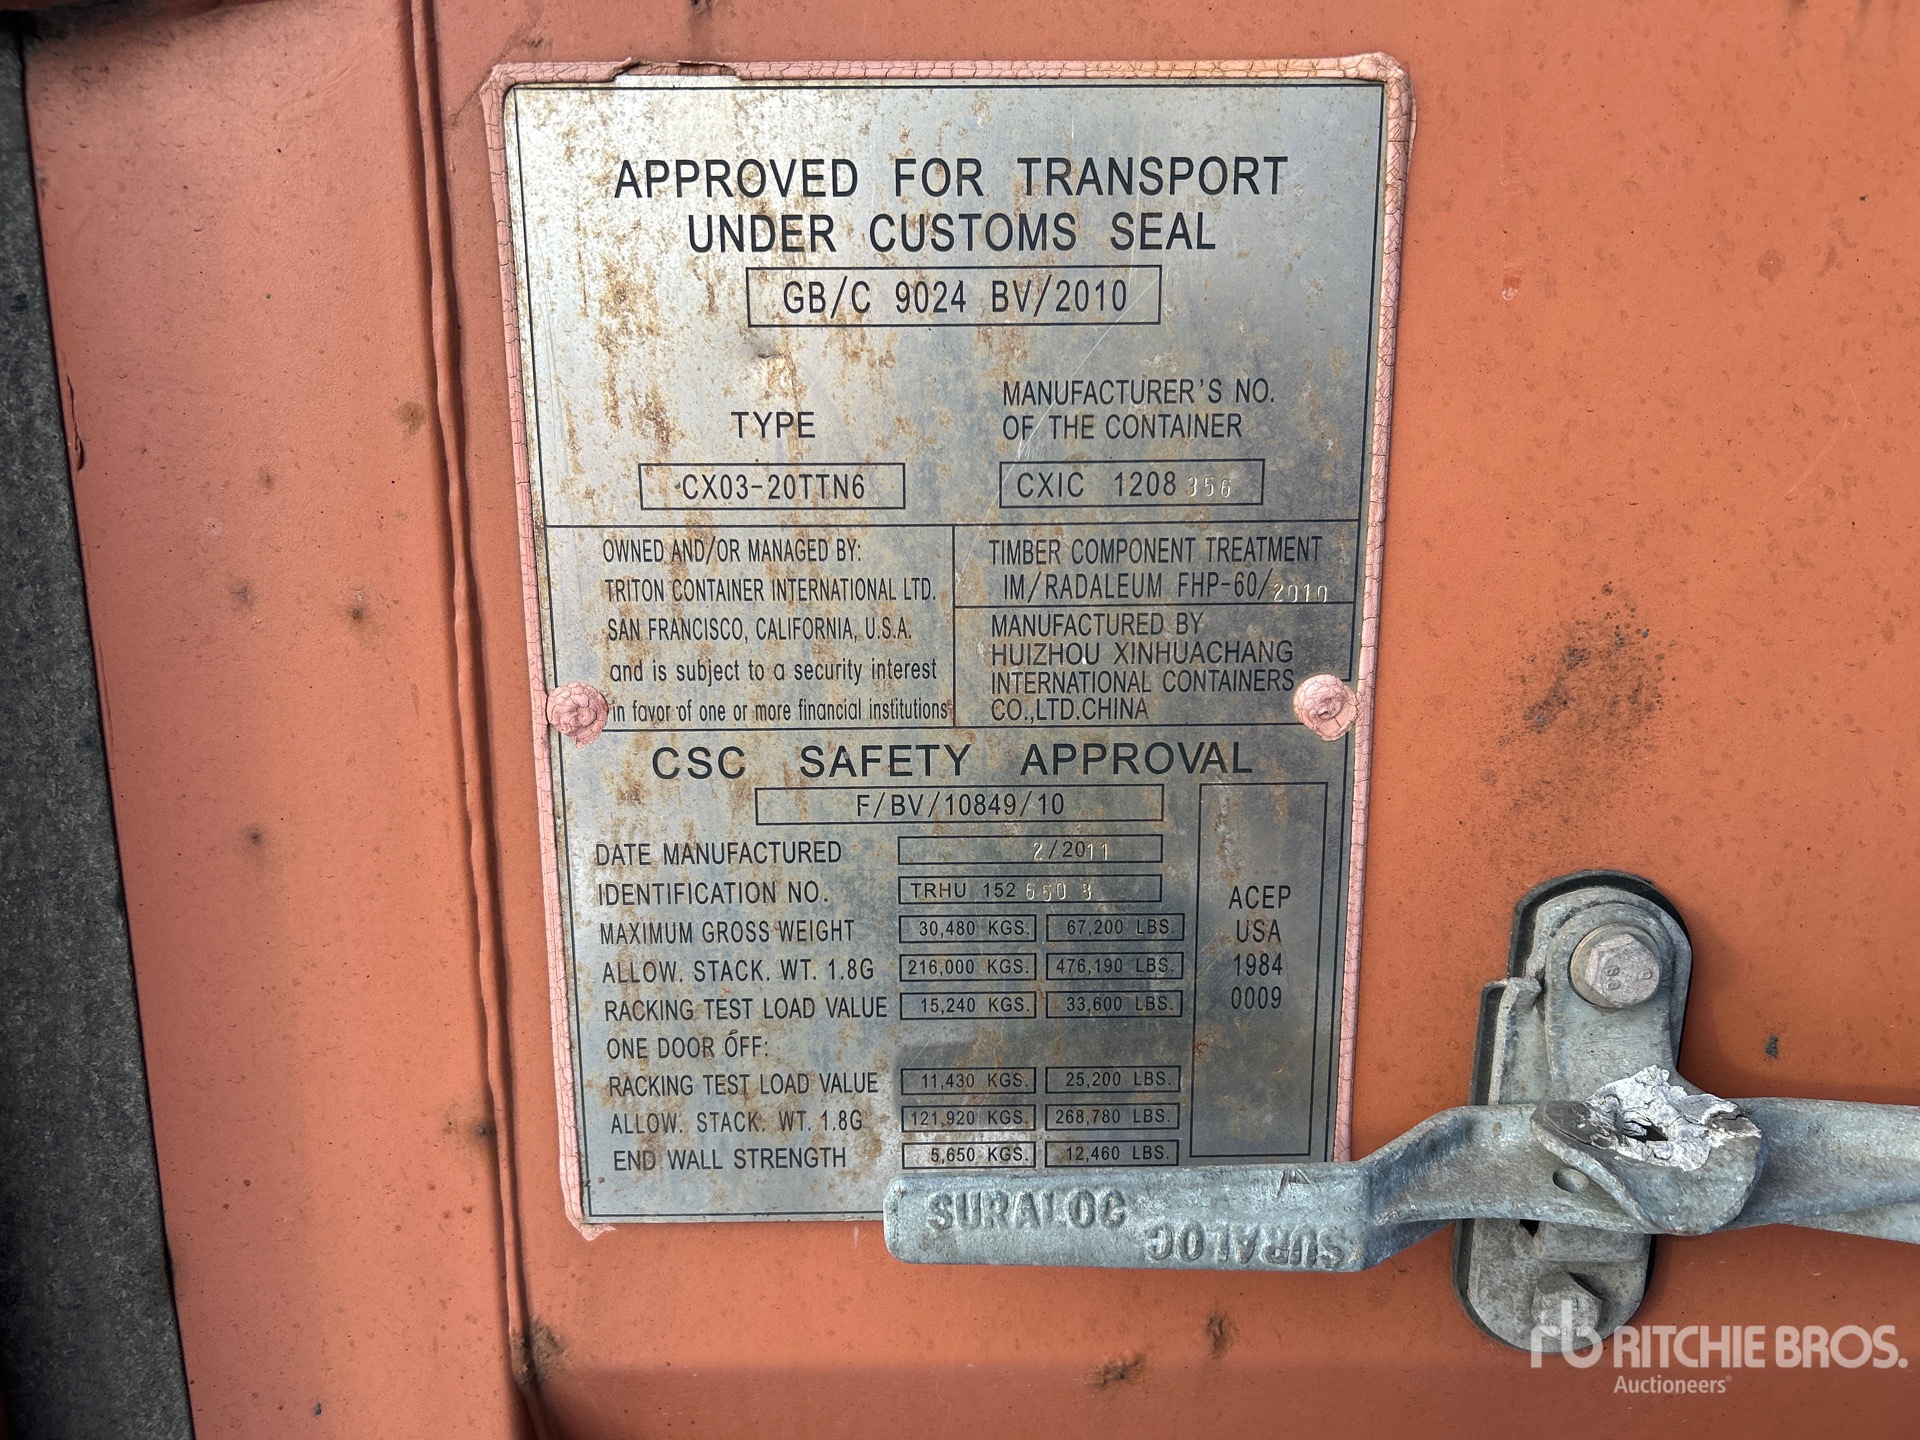 APPROVED FOR TRANSPORT
UNDER CUSTOMS SEAL
GB/C 9024 BV/2010
TYPE
CX03-20TTN6
MANUFACTURER'S NO.
OF THE CONTAINER
CXIC 1208 356
OWNED AND/OR MANAGED BY:
TRITON CONTAINER INTERNATIONAL LTD.
SAN FRANCISCO, CALIFORNIA, U.S.A.
and is subject to a security interest
in favor of one or more financial institutions
TIMBER COMPONENT TREATMENT
IM/RADALEUM FHP-60/2010
MANUFACTURED BY
HUIZHOU XINHUACHANG
INTERNATIONAL CONTAINERS
CO.,LTD.CHINA
CSC SAFETY APPROVAL
F/BV/10849/10
DATE MANUFACTURED 2/2011
IDENTIFICATION NO. TRHU 152 650 3
MAXIMUM GROSS WEIGHT 30,480 KGS. 67,200 LBS.
ALLOW. STACK. WT. 1.8G 216,000 KGS. 476,190 LBS.
RACKING TEST LOAD VALUE 15,240 KGS. 33,600 LBS.
ONE DOOR OFF:
RACKING TEST LOAD VALUE 11,430 KGS. 25,200 LBS.
ALLOW. STACK. WT. 1.8G 121,920 KGS. 268,780 LBS.
END WALL STRENGTH 5,650 KGS. 12,460 LBS.
ACEP
USA
1984
0009
SURALOC
SURALOC
rb RITCHIE BROS.
Auctioneers